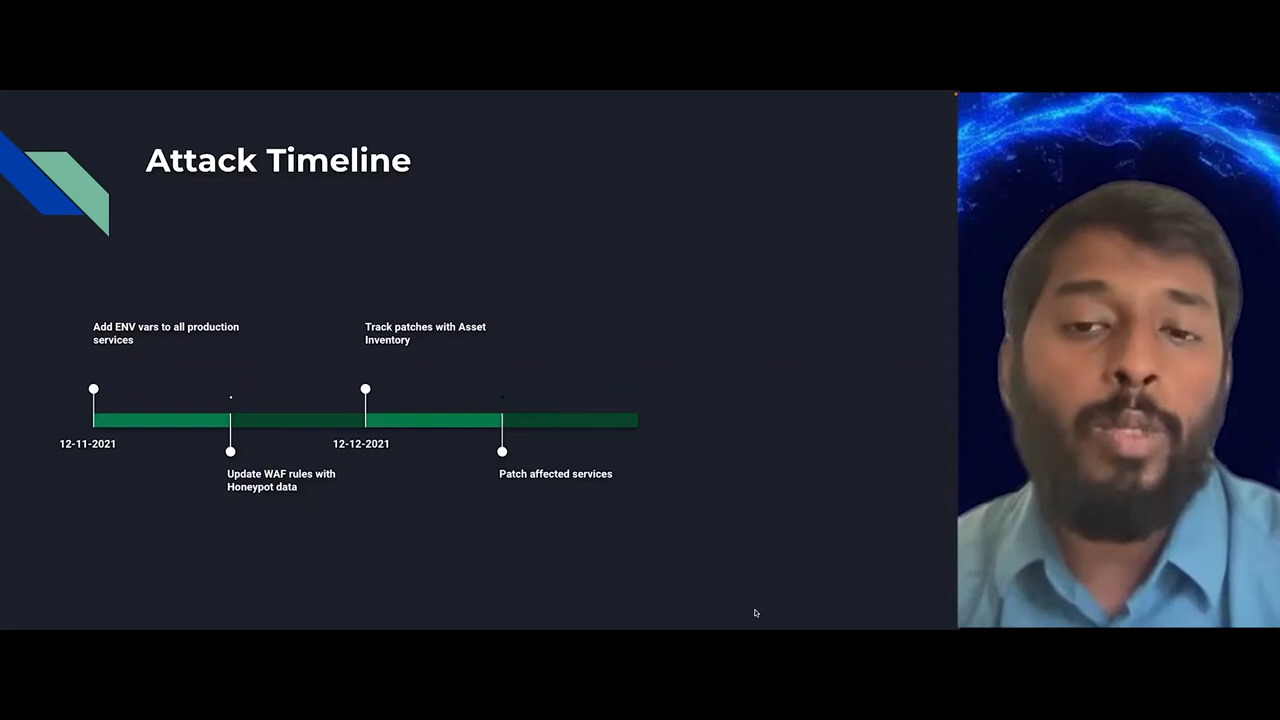 Attack Timeline
Add ENV vars to all production
services
Track patches with Asset
Inventory
12-11-2021
12-12-2021
Update WAF rules with
Honeypot data
Patch affected services